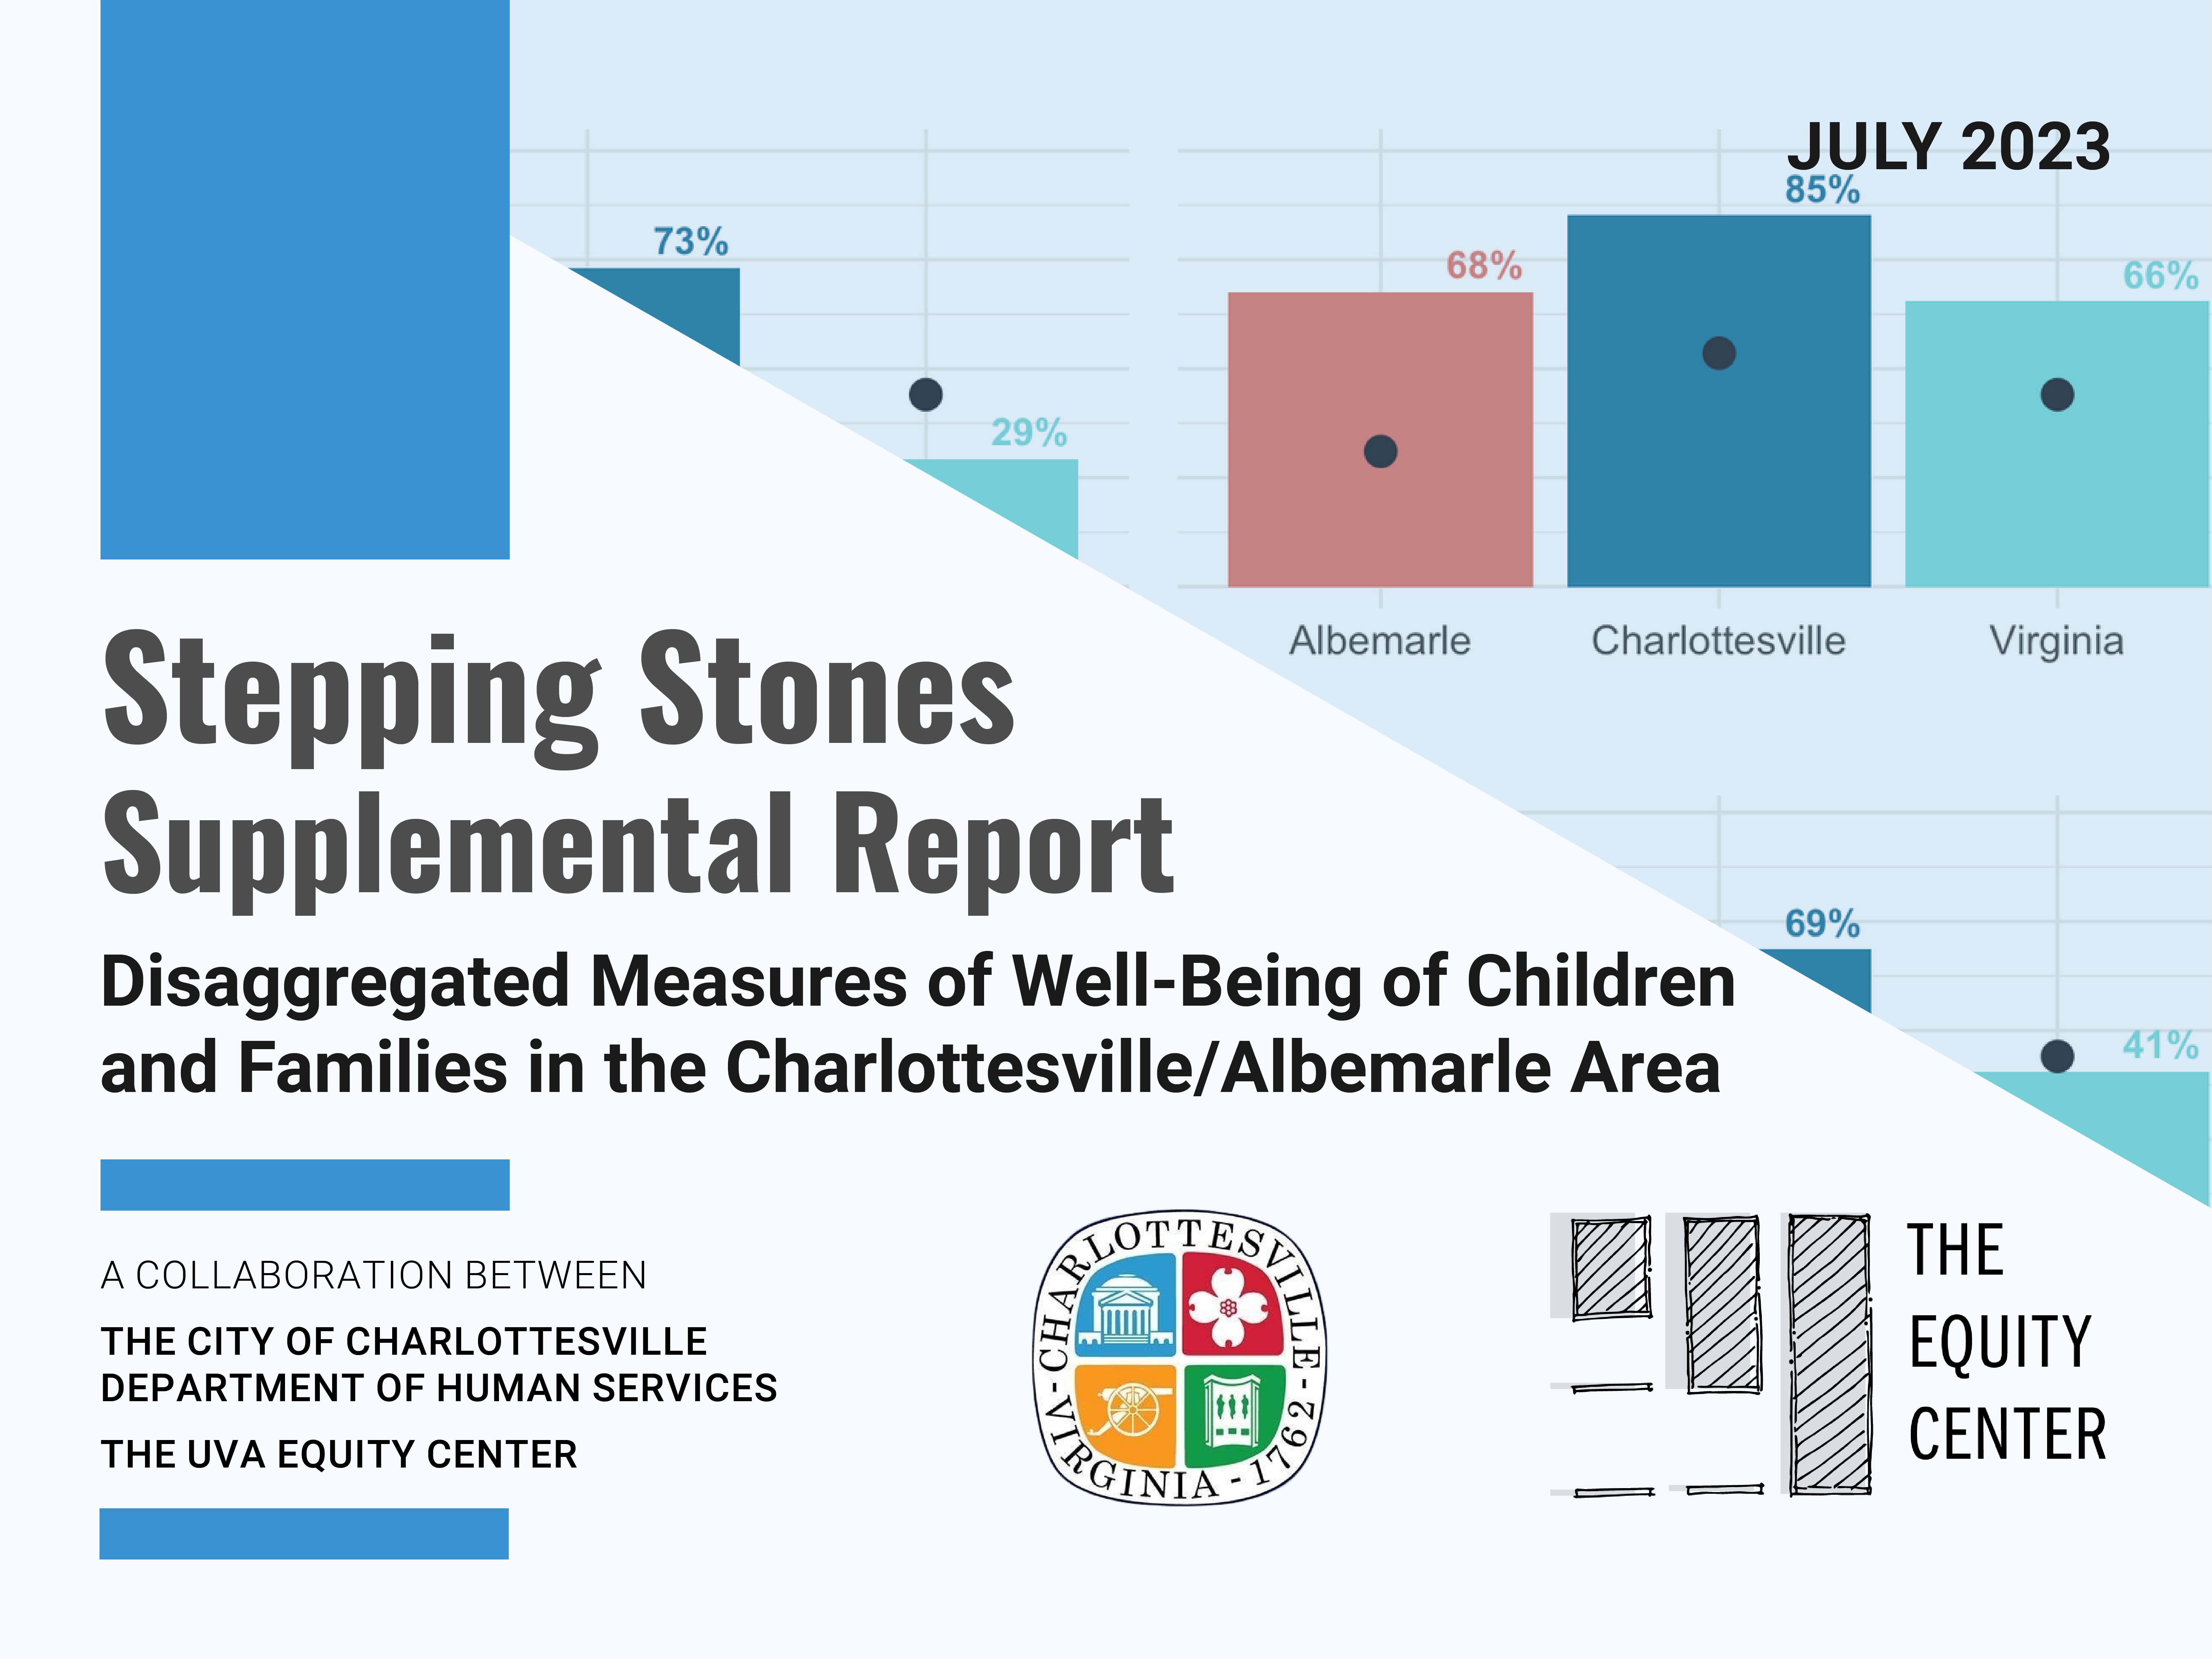 JULY 2023
73%
29%
68%
85%
66%
Albemarle
Charlottesville
Virginia
69%
41%
Stepping Stones
Supplemental Report
Disaggregated Measures of Well-Being of Children
and Families in the Charlottesville/Albemarle Area
A COLLABORATION BETWEEN
THE CITY OF CHARLOTTESVILLE
DEPARTMENT OF HUMAN SERVICES
THE UVA EQUITY CENTER
-CHARLOTTESVILLE-
VIRGINIA - 1762
THE
EQUITY
CENTER